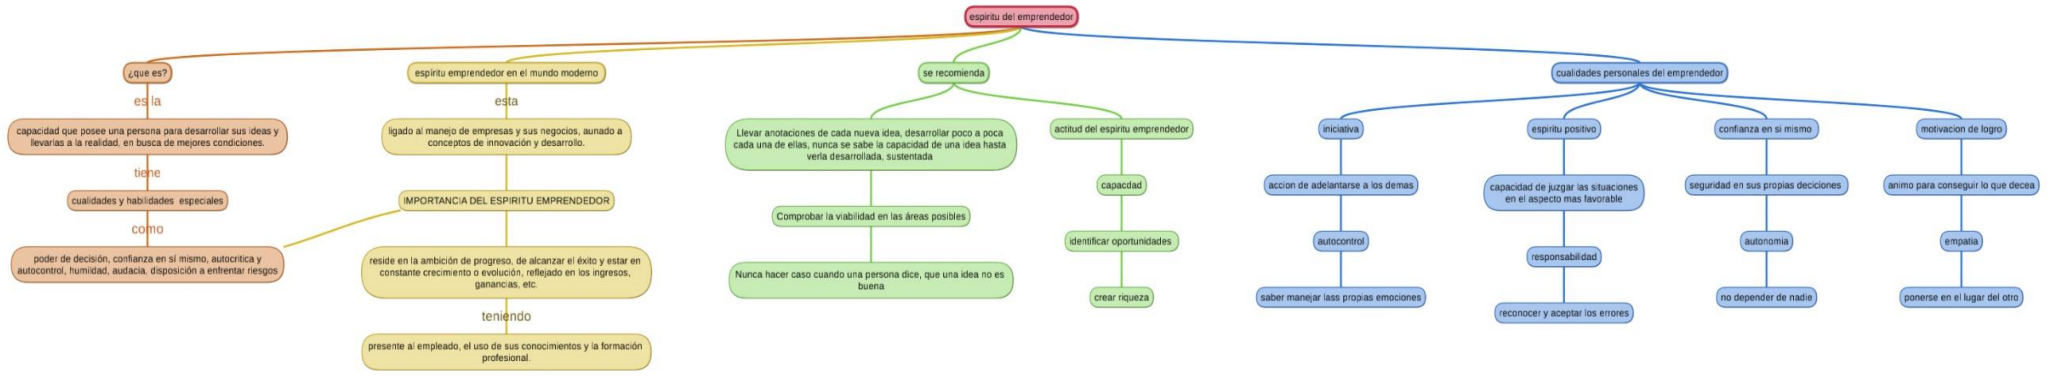 espiritu del emprendedor
¿que es?
es la
capacidad que posee una persona para desarrollar sus ideas y
llevarlas a la realidad, en busca de mejores condiciones.
tiene
cualidades y habilidades especiales
como
poder de decisión, confianza en sí mismo, autocritica y
autocontrol, humildad, audacia, disposición a enfrentar riesgos
espíritu emprendedor en el mundo moderno
esta
ligado al manejo de empresas y sus negocios, aunado a
conceptos de innovación y desarrollo.
IMPORTANCIA DEL ESPIRITU EMPRENDEDOR
reside en la ambición de progreso, de alcanzar el éxito y estar en
constante crecimiento o evolución, reflejado en los ingresos,
ganancias, etc.
teniendo
presente al empleado, el uso de sus conocimientos y la formación
profesional.
se recomienda
Llevar anotaciones de cada nueva idea, desarrollar poco a poca
cada una de ellas, nunca se sabe la capacidad de una idea hasta
verla desarrollada, sustentada
Comprobar la viabilidad en las áreas posibles
Nunca hacer caso cuando una persona dice, que una idea no es
buena
actitud del espiritu emprendedor
capacdad
identificar oportunidades
crear riqueza
cualidades personales del emprendedor
iniciativa
accion de adelantarse a los demas
autocontrol
saber manejar lass propias emociones
espiritu positivo
capacidad de juzgar las situaciones
en el aspecto mas favorable
responsabilidad
reconocer y aceptar los errores
confianza en si mismo
seguridad en sus propias deciciones
autonomia
no depender de nadie
motivacion de logro
animo para conseguir lo que decea
empatia
ponerse en el lugar del otro